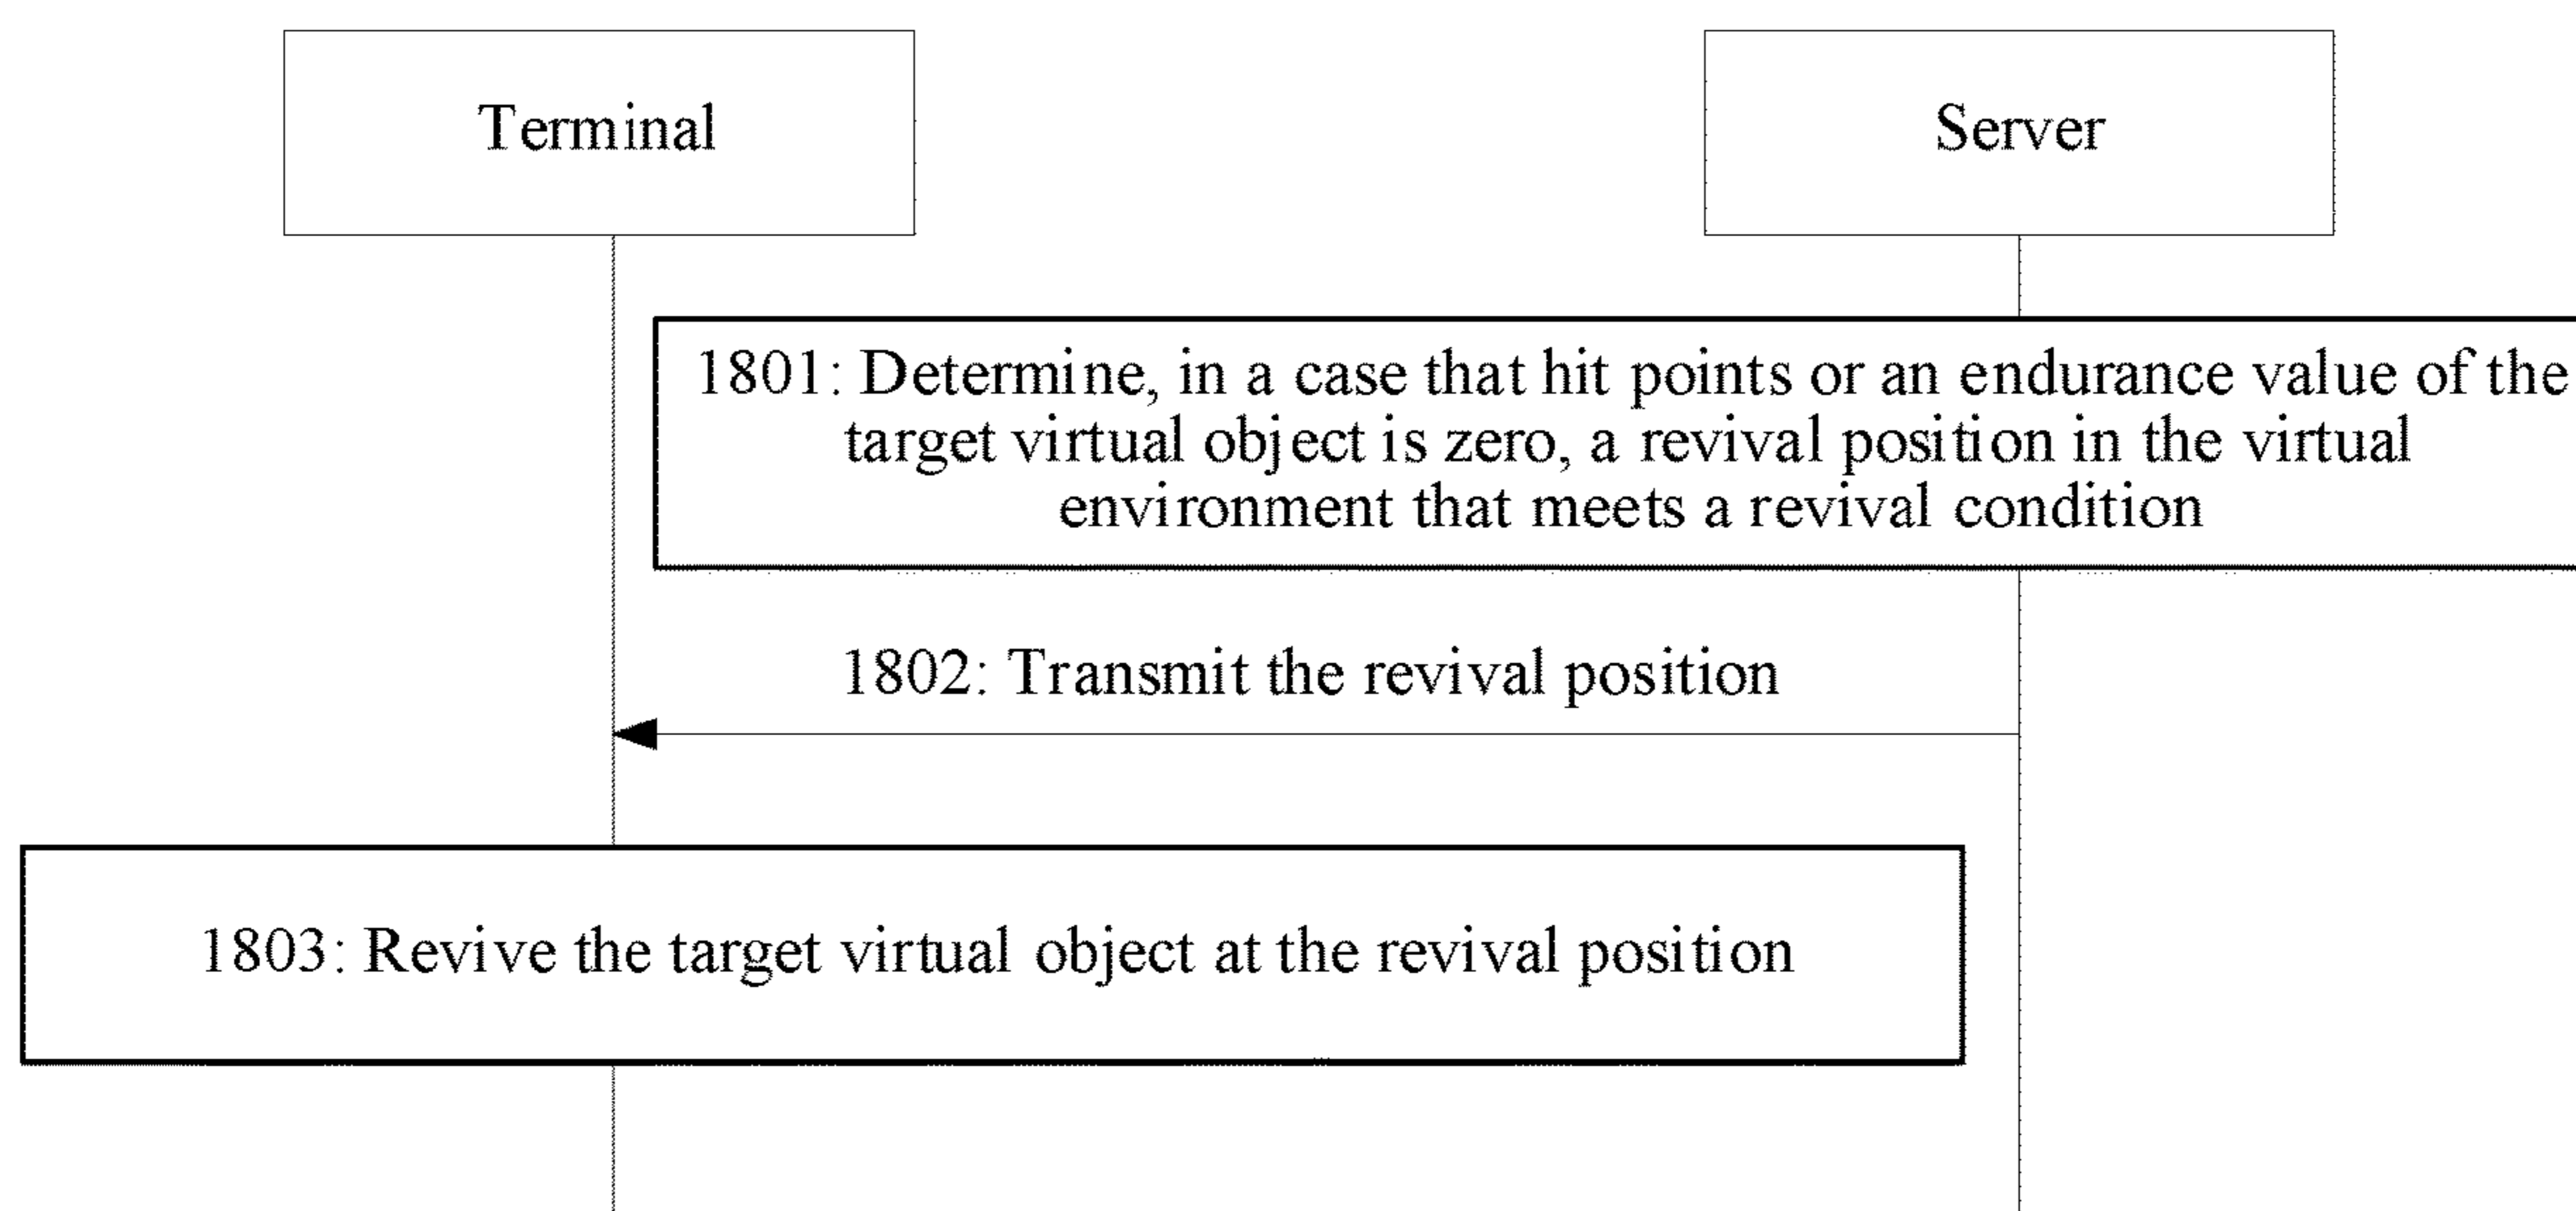 Terminal
Server
1801: Determine, in a case that hit points or an endurance value of the
target virtual object is zero, a revival position in the virtual
environment that meets a revival condition
1802: Transmit the revival position
1803: Revive the target virtual object at the revival position